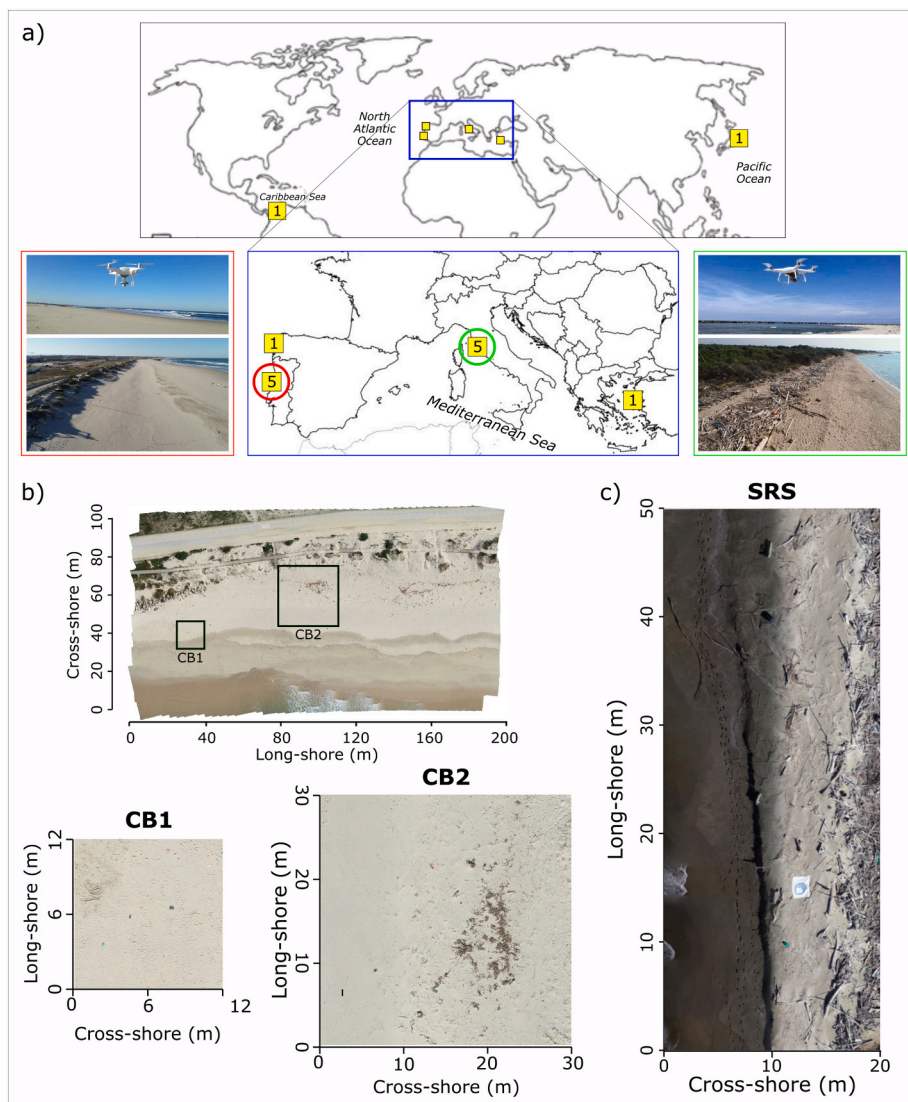 a)
North
Atlantic
Ocean
1
Pacific
Ocean
Caribbean Sea
1
1
5
5
1
Mediterranean Sea
b)
100
80
60
40
20
0
Cross-shore (m)
CB1
CB2
0 40 80 120 160 200
Long-shore (m)
CB1
12
6
0
Long-shore (m)
0 6 12
Cross-shore (m)
CB2
30
20
10
0
Long-shore (m)
0 10 20 30
Cross-shore (m)
c)
SRS
50
40
30
20
10
0
Long-shore (m)
0 10 20
Cross-shore (m)